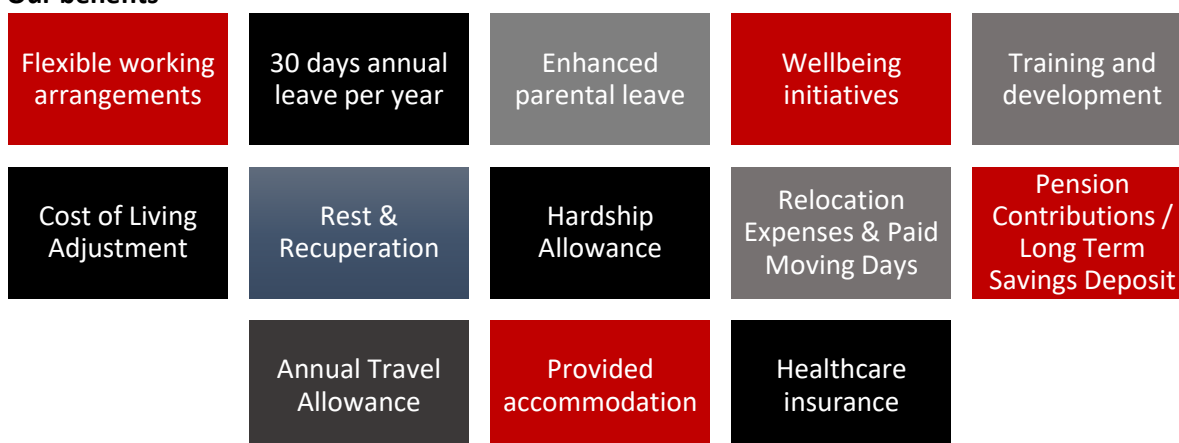 Our benefits
Flexible working
arrangements
30 days annual
leave per year
Enhanced
parental leave
Wellbeing
initiatives
Training and
development
Cost of Living
Adjustment
Rest &
Recuperation
Hardship
Allowance
Relocation
Expenses & Paid
Moving Days
Pension
Contributions /
Long Term
Savings Deposit
Annual Travel
Allowance
Provided
accommodation
Healthcare
insurance